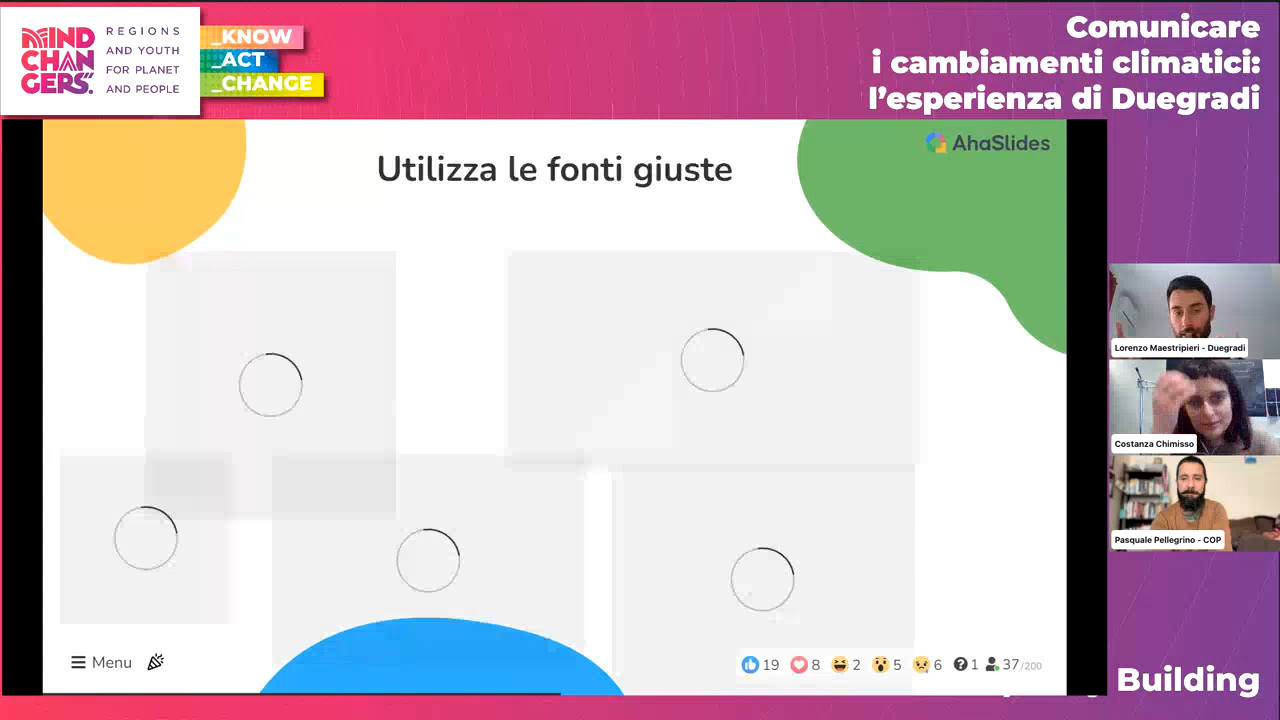 MIND
CHAN
GERS.
REGIONS
AND YOUTH
FOR PLANET
AND PEOPLE
_KNOW
_ACT
_CHANGE
Comunicare
i cambiamenti climatici:
l’esperienza di Duegradi
AhaSlides
Utilizza le fonti giuste
Lorenzo Maestripieri - Duegradi
Costanza Chimisso
Pasquale Pellegrino - COP
Menu
19 8 2 5 6 1 37/200
Building